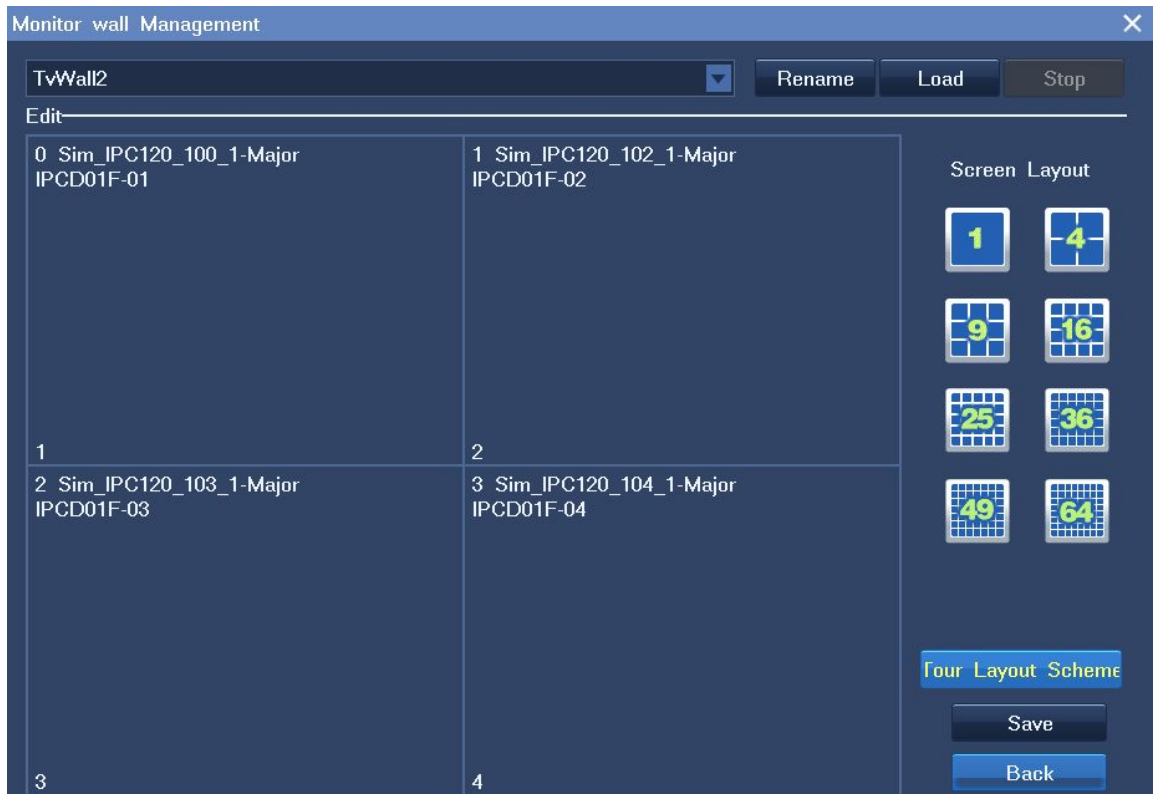 Monitor wall Management
TvWall2
Rename
Load
Stop
Edit
0 Sim_IPC120_100_1-Major
IPCD01F-01
1
1 Sim_IPC120_102_1-Major
IPCD01F-02
2
2 Sim_IPC120_103_1-Major
IPCD01F-03
3
3 Sim_IPC120_104_1-Major
IPCD01F-04
4
Screen Layout
1
4
9
16
25
36
49
64
Tour Layout Scheme
Save
Back